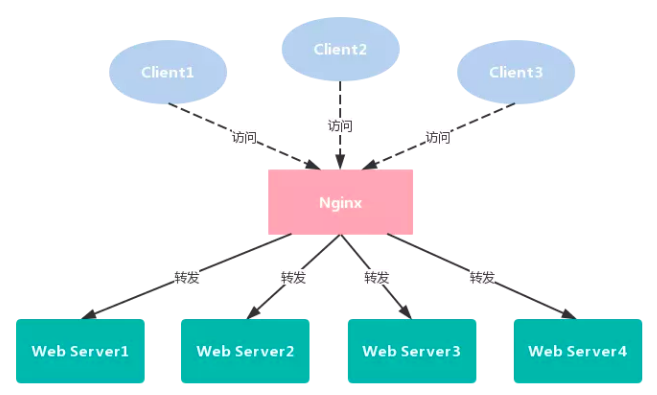 Client1
Client2
Client3
访问
访问
访问
Nginx
转发
转发
转发
转发
Web Server1
Web Server2
Web Server3
Web Server4